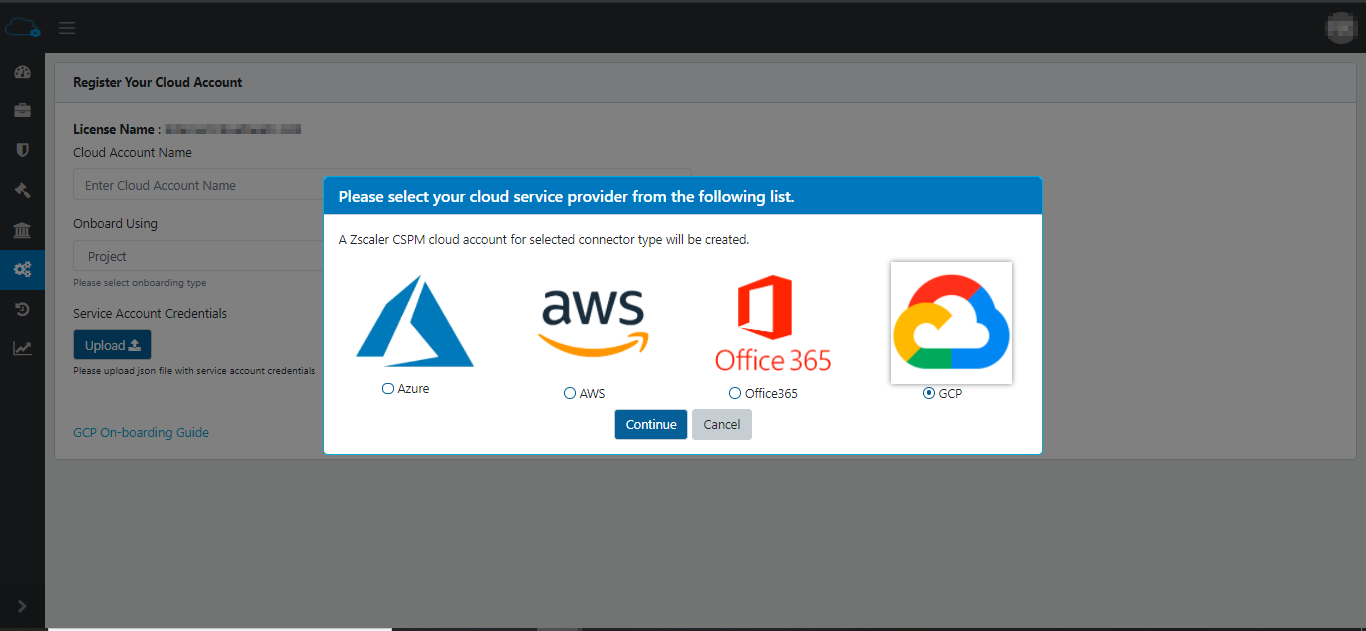 Register Your Cloud Account
License Name :
Cloud Account Name
Enter Cloud Account Name
Onboard Using
Project
Please select onboarding type
Service Account Credentials
Upload
Please upload json file with service account credentials
GCP On-boarding Guide
Please select your cloud service provider from the following list.
A Zscaler CSPM cloud account for selected connector type will be created.
aws
Office 365
Azure
AWS
Office365
GCP
Continue
Cancel